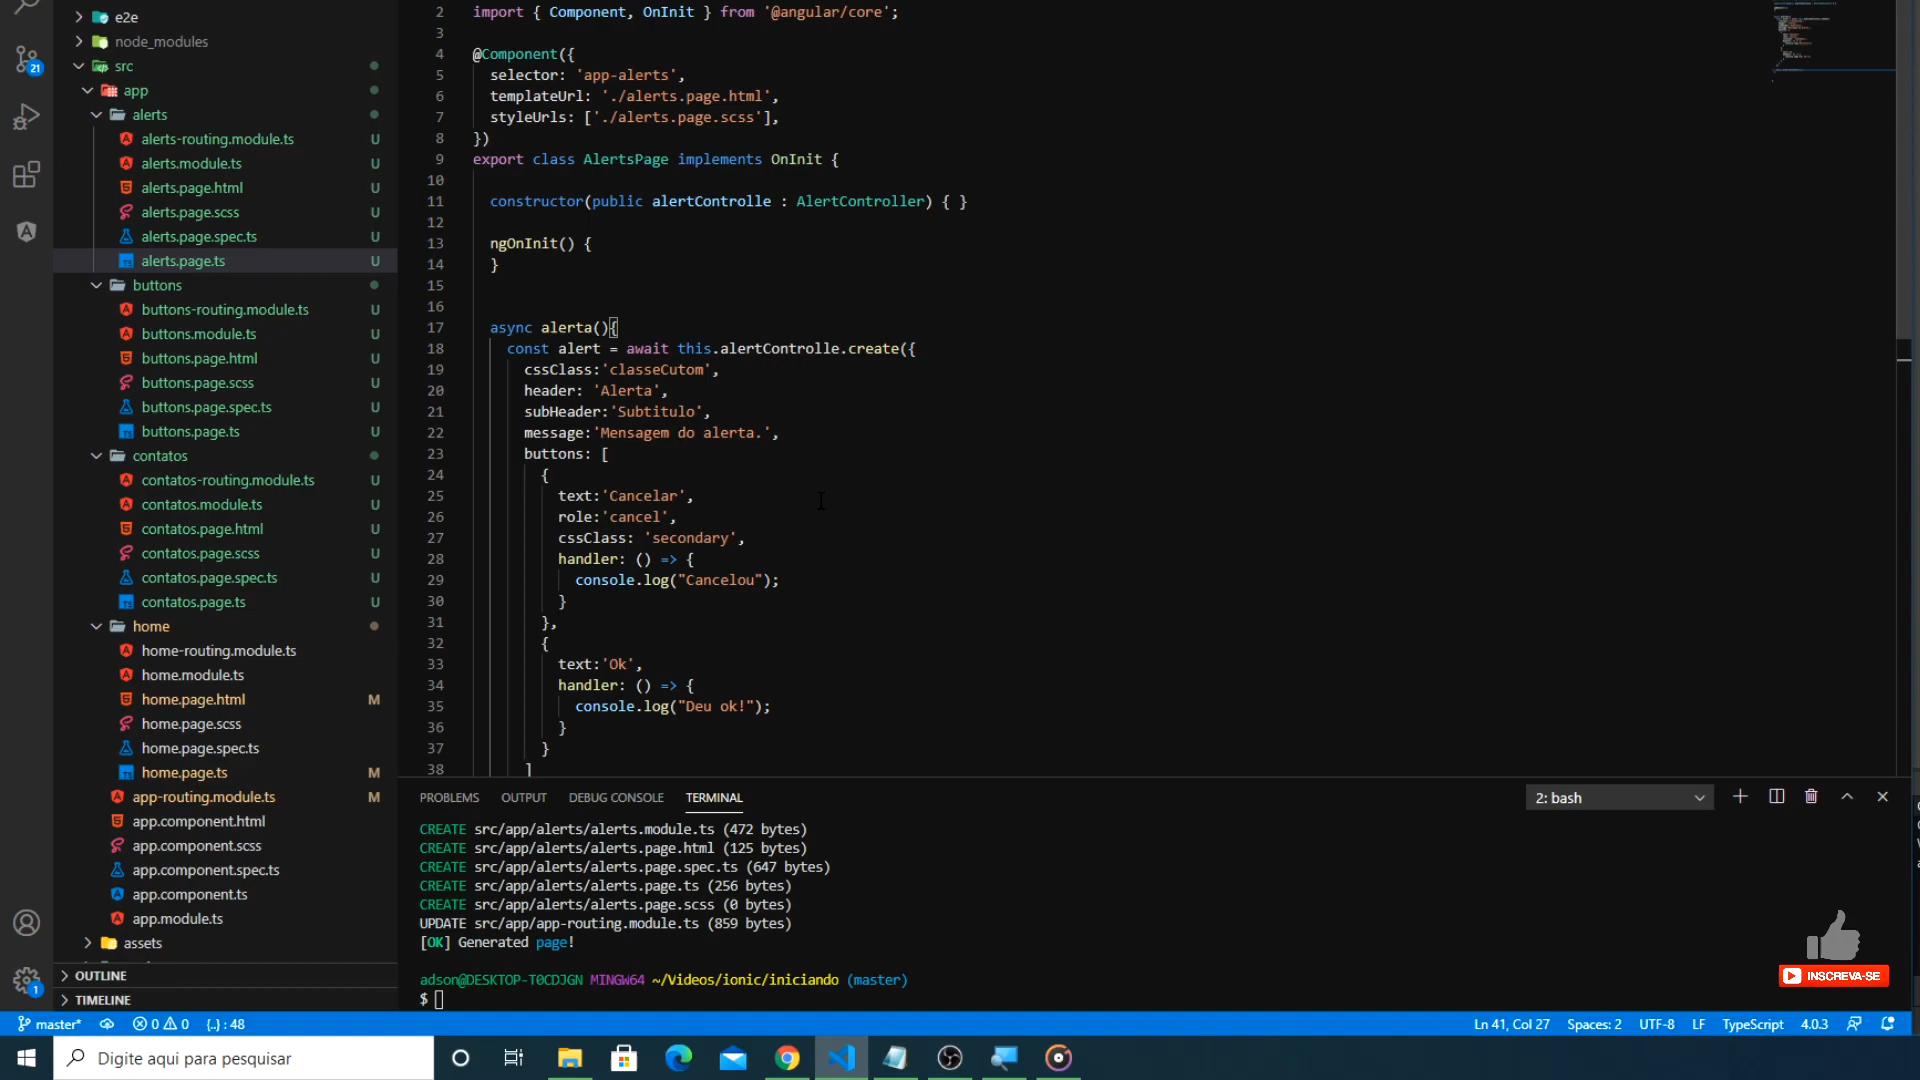 e2e
node_modules
src
app
alerts
alerts-routing.module.ts U
alerts.module.ts U
alerts.page.html U
alerts.page.scss U
alerts.page.spec.ts U
alerts.page.ts U
buttons
buttons-routing.module.ts U
buttons.module.ts U
buttons.page.html U
buttons.page.scss U
buttons.page.spec.ts U
buttons.page.ts U
contatos
contatos-routing.module.ts U
contatos.module.ts U
contatos.page.html U
contatos.page.scss U
contatos.page.spec.ts U
contatos.page.ts U
home
home-routing.module.ts
home.module.ts
home.page.html M
home.page.scss
home.page.spec.ts
home.page.ts M
app-routing.module.ts M
app.component.html
app.component.scss
app.component.spec.ts
app.component.ts
app.module.ts
assets
OUTLINE
TIMELINE
21
1
2 import { Component, OnInit } from '@angular/core';
3
4 @Component({
5 selector: 'app-alerts',
6 templateUrl: './alerts.page.html',
7 styleUrls: ['./alerts.page.scss'],
8 })
9 export class AlertsPage implements OnInit {
10
11 constructor(public alertControlle : AlertController) { }
12
13 ngOnInit() {
14 }
15
16
17 async alerta(){
18 const alert = await this.alertControlle.create({
19 cssClass:'classeCutom',
20 header: 'Alerta',
21 subHeader:'Subtitulo',
22 message:'Mensagem do alerta.',
23 buttons: [
24 {
25 text:'Cancelar',
26 role:'cancel',
27 cssClass: 'secondary',
28 handler: () => {
29 console.log("Cancelou");
30 }
31 },
32 {
33 text:'Ok',
34 handler: () => {
35 console.log("Deu ok!");
36 }
37 }
38 ]
PROBLEMS OUTPUT DEBUG CONSOLE TERMINAL 2: bash
CREATE src/app/alerts/alerts.module.ts (472 bytes)
CREATE src/app/alerts/alerts.page.html (125 bytes)
CREATE src/app/alerts/alerts.page.spec.ts (647 bytes)
CREATE src/app/alerts/alerts.page.ts (256 bytes)
CREATE src/app/alerts/alerts.page.scss (0 bytes)
UPDATE src/app/app-routing.module.ts (859 bytes)
[OK] Generated page!
adson@DESKTOP-T0CDJGN MINGW64 ~/Videos/ionic/iniciando (master)
$
INSCREVA-SE
master* 0 0 {..} : 48 Ln 41, Col 27 Spaces: 2 UTF-8 LF TypeScript 4.0.3
Digite aqui para pesquisar